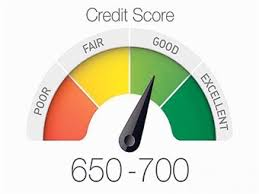 Credit Score
POOR
FAIR
GOOD
EXCELLENT
650-700